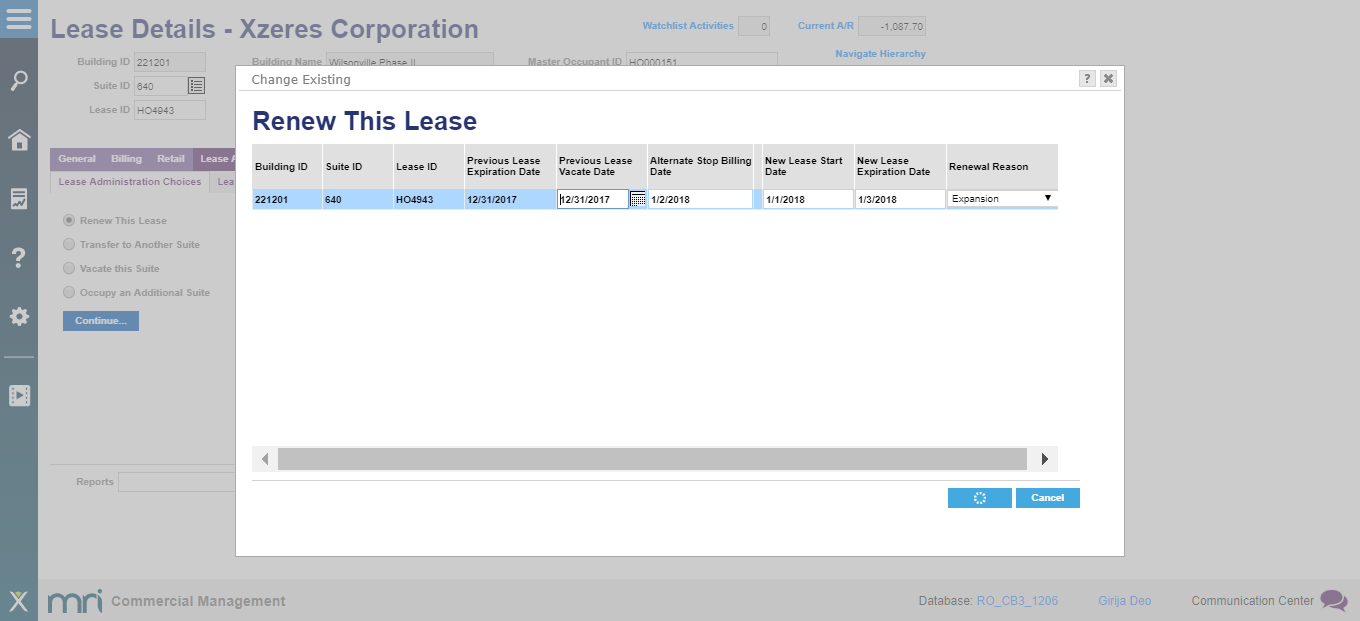 Lease Details - Xzeres Corporation
Watchlist Activities 0
Current A/R -1,087.70
Navigate Hierarchy
Building ID 221201
Building Name Wilsonville Phase II
Master Occupant ID HO000151
Suite ID 640
Lease ID HO4943
General Billing Retail Lease A
Lease Administration Choices Lea
Renew This Lease
Transfer to Another Suite
Vacate this Suite
Occupy an Additional Suite
Continue...
Reports
Change Existing
?
Renew This Lease
Building ID
Suite ID
Lease ID
Previous Lease
Expiration Date
Previous Lease
Vacate Date
Alternate Stop Billing
Date
New Lease Start
Date
New Lease
Expiration Date
Renewal Reason
221201 640 HO4943 12/31/2017 12/31/2017 1/2/2018 1/1/2018 1/3/2018 Expansion
Cancel
mri Commercial Management
Database: RO_CB3_1206
Girija Deo
Communication Center